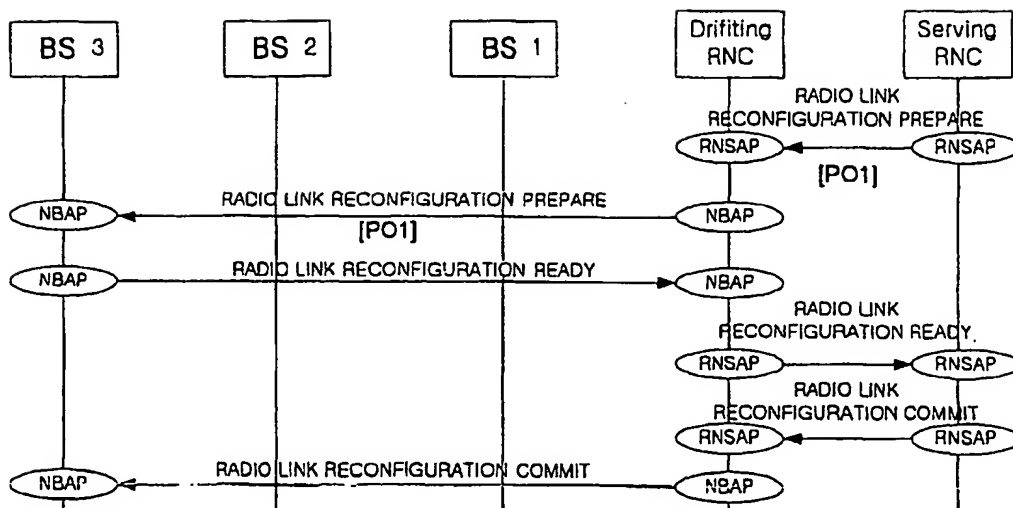 BS 3
BS 2
BS 1
Drifiting
RNC
Serving
RNC
RADIO LINK
RECONFIGURATION PREPARE
RNSAP
RNSAP
[PO1]
RADIO LINK RECONFIGURATION PREPARE
NBAP
NBAP
[PO1]
RADIO LINK RECONFIGURATION READY
NBAP
NBAP
RADIO LINK
RECONFIGURATION READY.
RNSAP
RNSAP
RADIO LINK
RECONFIGURATION COMMIT
RNSAP
RNSAP
RADIO LINK RECONFIGURATION COMMIT
NBAP
NBAP